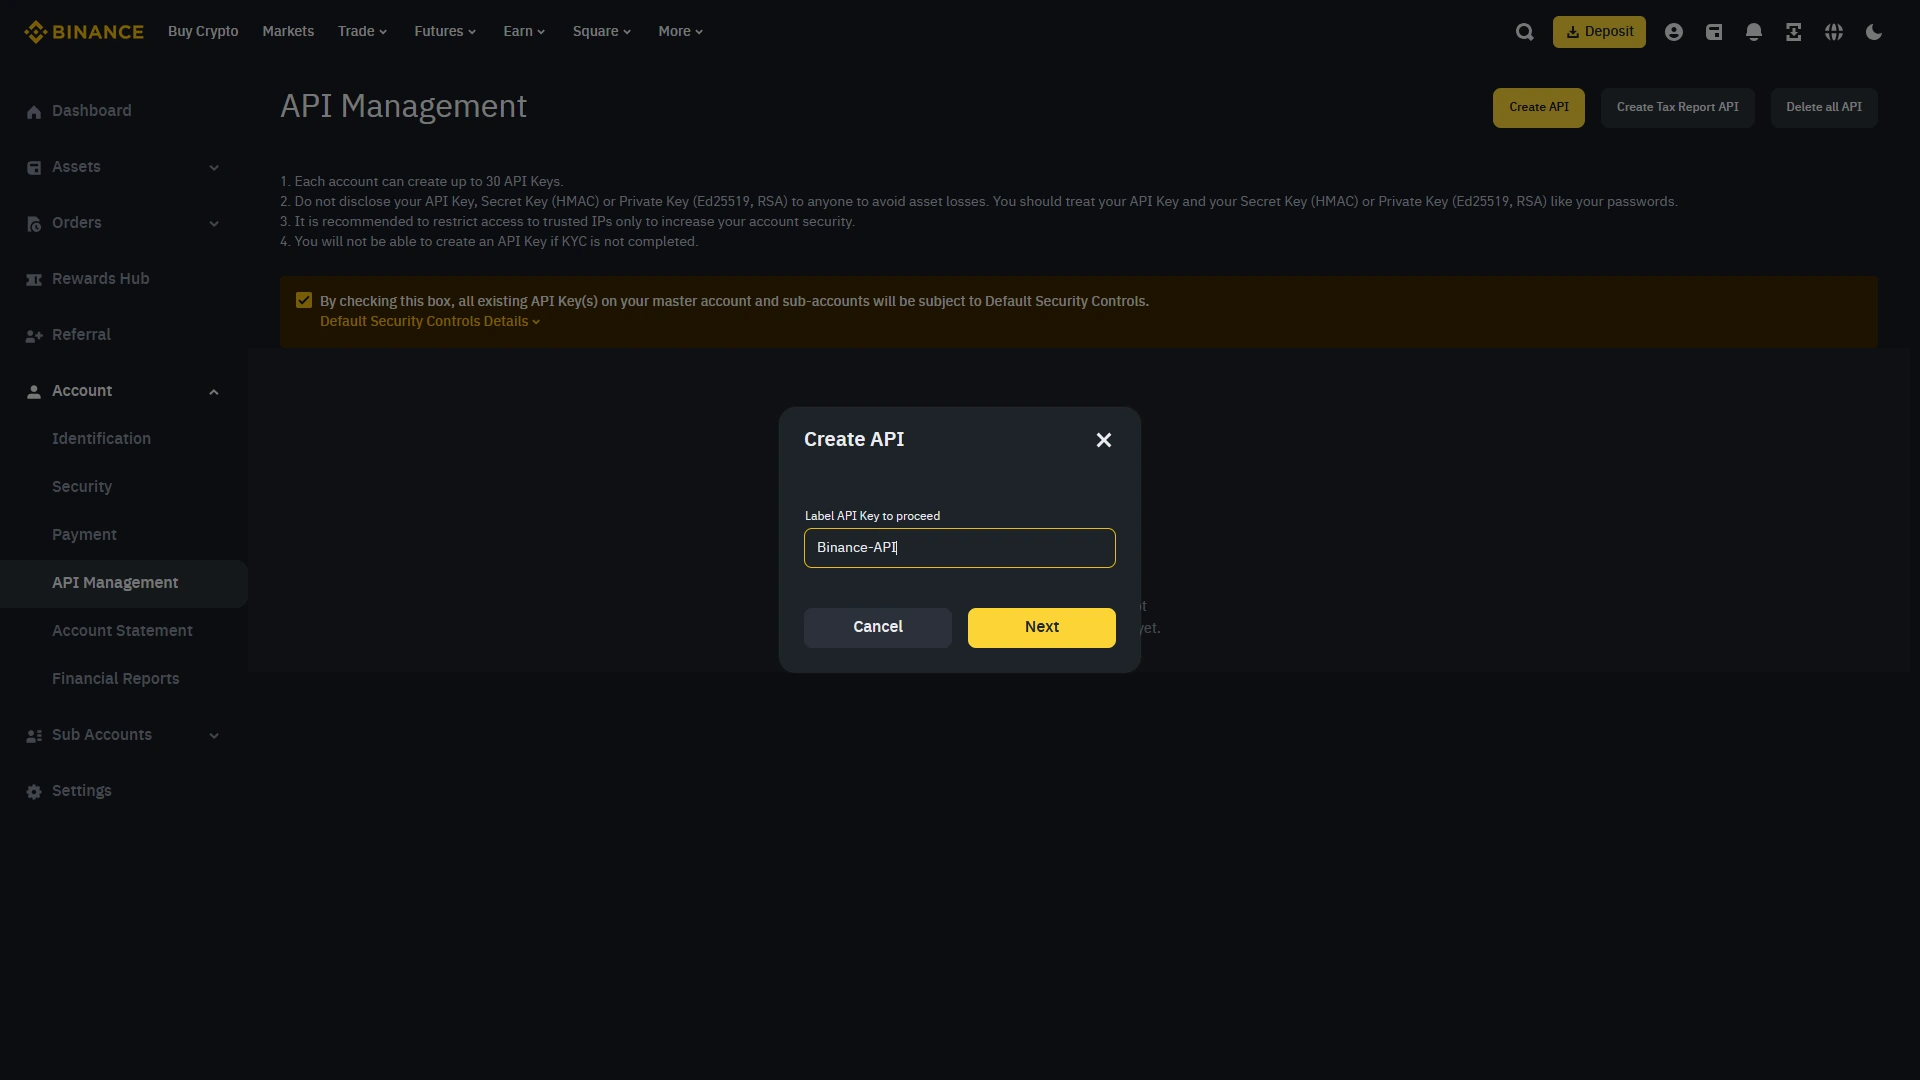 BINANCE
Buy Crypto
Markets
Trade
Futures
Earn
Square
More
Deposit
Dashboard
Assets
Orders
Rewards Hub
Referral
Account
Identification
Security
Payment
API Management
Account Statement
Financial Reports
Sub Accounts
Settings
API Management
Create API
Create Tax Report API
Delete all API
1. Each account can create up to 30 API Keys.
2. Do not disclose your API Key, Secret Key (HMAC) or Private Key (Ed25519, RSA) to anyone to avoid asset losses. You should treat your API Key and your Secret Key (HMAC) or Private Key (Ed25519, RSA) like your passwords.
3. It is recommended to restrict access to trusted IPs only to increase your account security.
4. You will not be able to create an API Key if KYC is not completed.
By checking this box, all existing API Key(s) on your master account and sub-accounts will be subject to Default Security Controls.
Default Security Controls Details
Create API
Label API Key to proceed
Binance-API
Cancel
Next
yet.